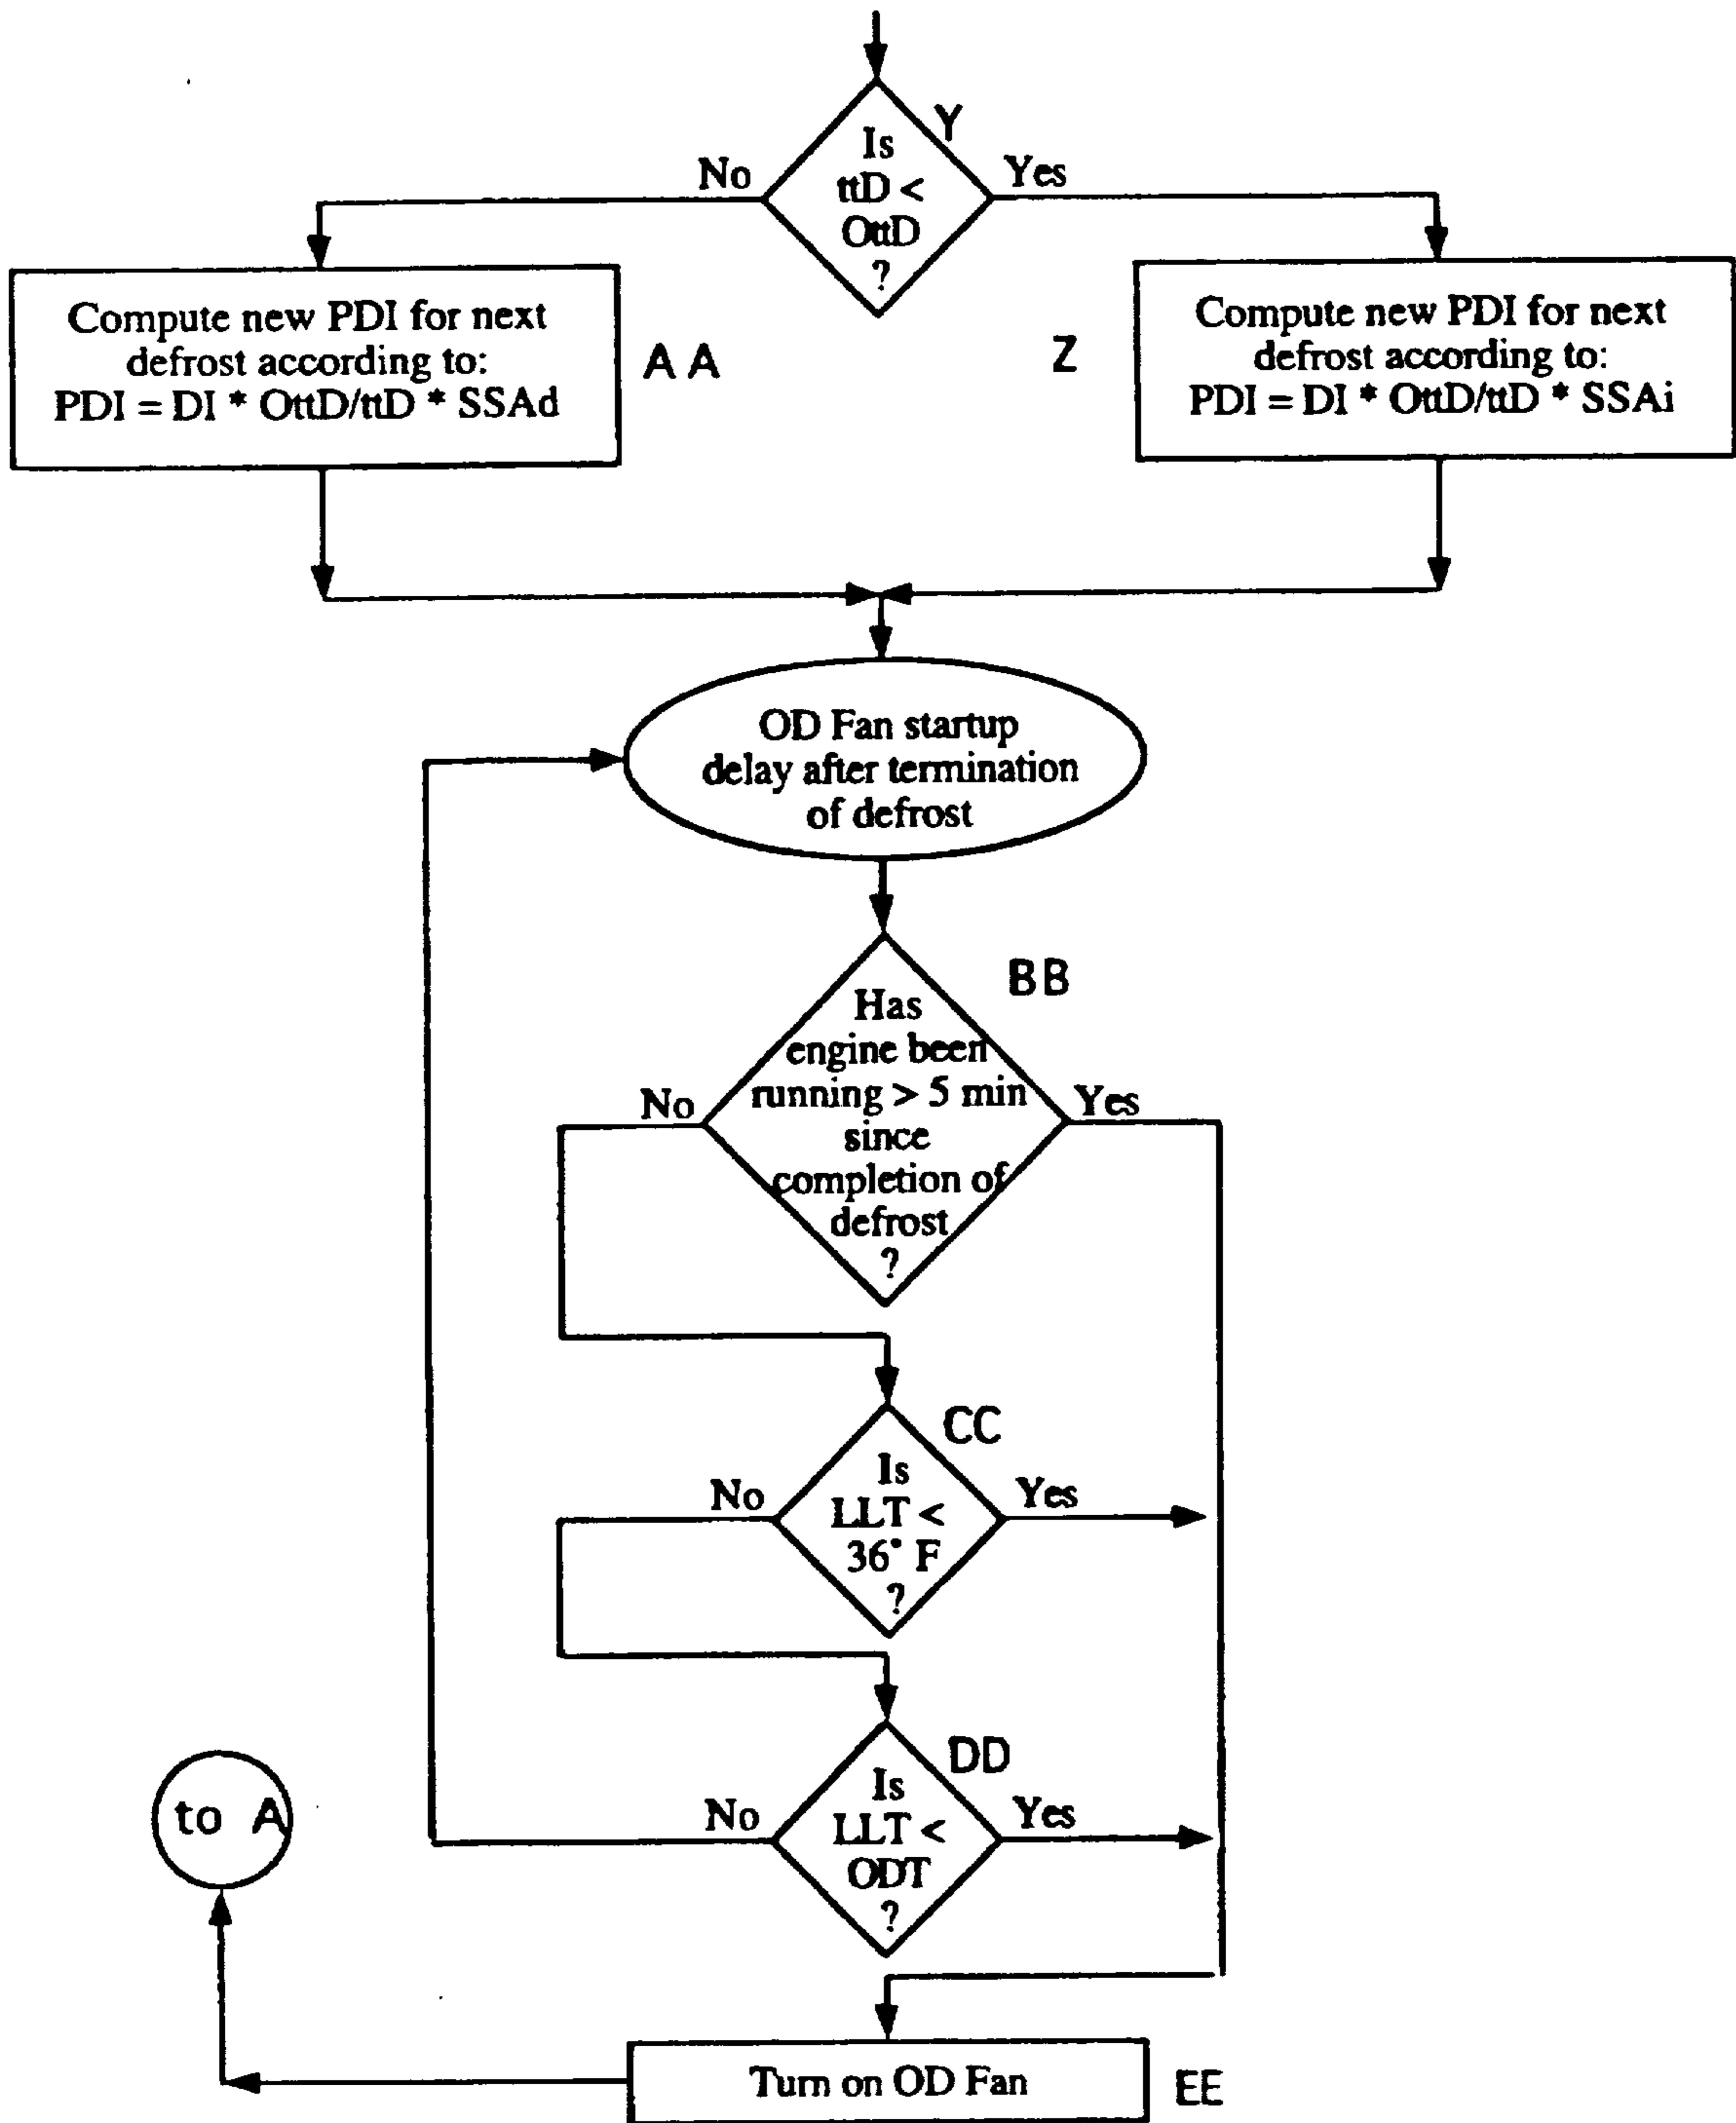 Y
Is
ttD <
OttD
?
No
Yes
Compute new PDI for next
defrost according to:
PDI = DI * OttD/ttD * SSAd
A A
Z
Compute new PDI for next
defrost according to:
PDI = DI * OttD/ttD * SSAi
OD Fan startup
delay after termination
of defrost
BB
Has
engine been
running > 5 min
since
completion of
defrost
?
No
Yes
CC
Is
LLT <
36° F
?
No
Yes
DD
Is
LLT <
ODT
?
No
Yes
to A
Turn on OD Fan
EE